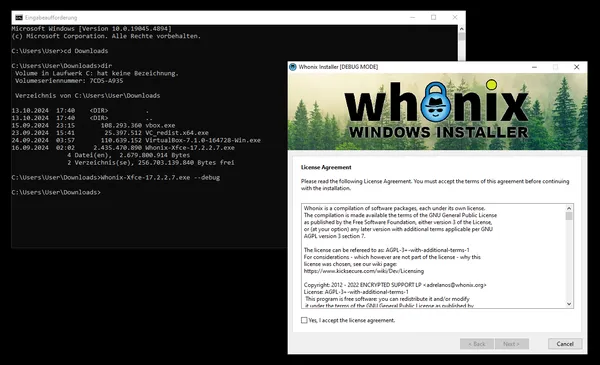 Eingabeaufforderung
Microsoft Windows [Version 10.0.19045.4894]
(c) Microsoft Corporation. Alle Rechte vorbehalten.
C:\Users\User>cd Downloads
C:\Users\User\Downloads>dir
Volume in Laufwerk C: hat keine Bezeichnung.
Volumeseriennummer: 7CD5-A935
Verzeichnis von C:\Users\User\Downloads
13.10.2024 17:40 <DIR> .
13.10.2024 17:40 <DIR> ..
15.09.2024 23:15 108.293.360 vbox.exe
23.09.2024 15:41 25.397.512 VC_redist.x64.exe
24.09.2024 03:57 110.639.152 VirtualBox-7.1.0-164728-Win.exe
16.09.2024 02:02 2.435.470.890 Whonix-Xfce-17.2.2.7.exe
4 Datei(en), 2.679.800.914 Bytes
2 Verzeichnis(se), 256.703.139.840 Bytes frei
C:\Users\User\Downloads>Whonix-Xfce-17.2.2.7.exe --debug
C:\Users\User\Downloads>
Whonix Installer [DEBUG MODE]
whonix
WINDOWS INSTALLER
License Agreement
Please read the following License Agreement. You must accept the terms of this agreement before continuing
with the installation.
Whonix is a compilation of software packages, each under its own license.
The compilation is made available the terms of the GNU General Public License
as published by the Free Software Foundation, either version 3 of the License,
or (at your option) any later version with additional terms applicable per GNU
AGPL version 3 section 7.
The license can be refereed to as: AGPL-3+-with-additional-terms-1
For considerations - which however are not part of the license - why this
license was chosen, see our wiki page:
https://www.kicksecure.com/wiki/Dev/Licensing
Copyright: 2012 - 2022 ENCRYPTED SUPPORT LP <adrelanos@whonix.org>
License: AGPL-3+-with-additional-terms-1
This program is free software: you can redistribute it and/or modify
it under the terms of the GNU General Public License as published by
Yes, I accept the license agreement.
< Back
Next >
Cancel